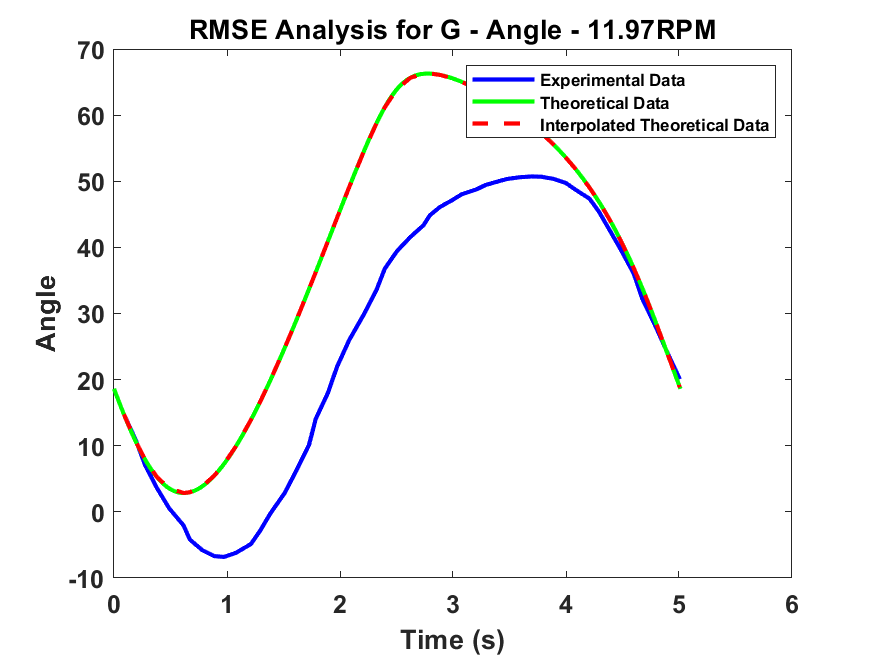 RMSE Analysis for G - Angle - 11.97RPM
70
60
50
40
30
20
10
0
-10
Angle
Experimental Data
Theoretical Data
Interpolated Theoretical Data
0 1 2 3 4 5 6
Time (s)